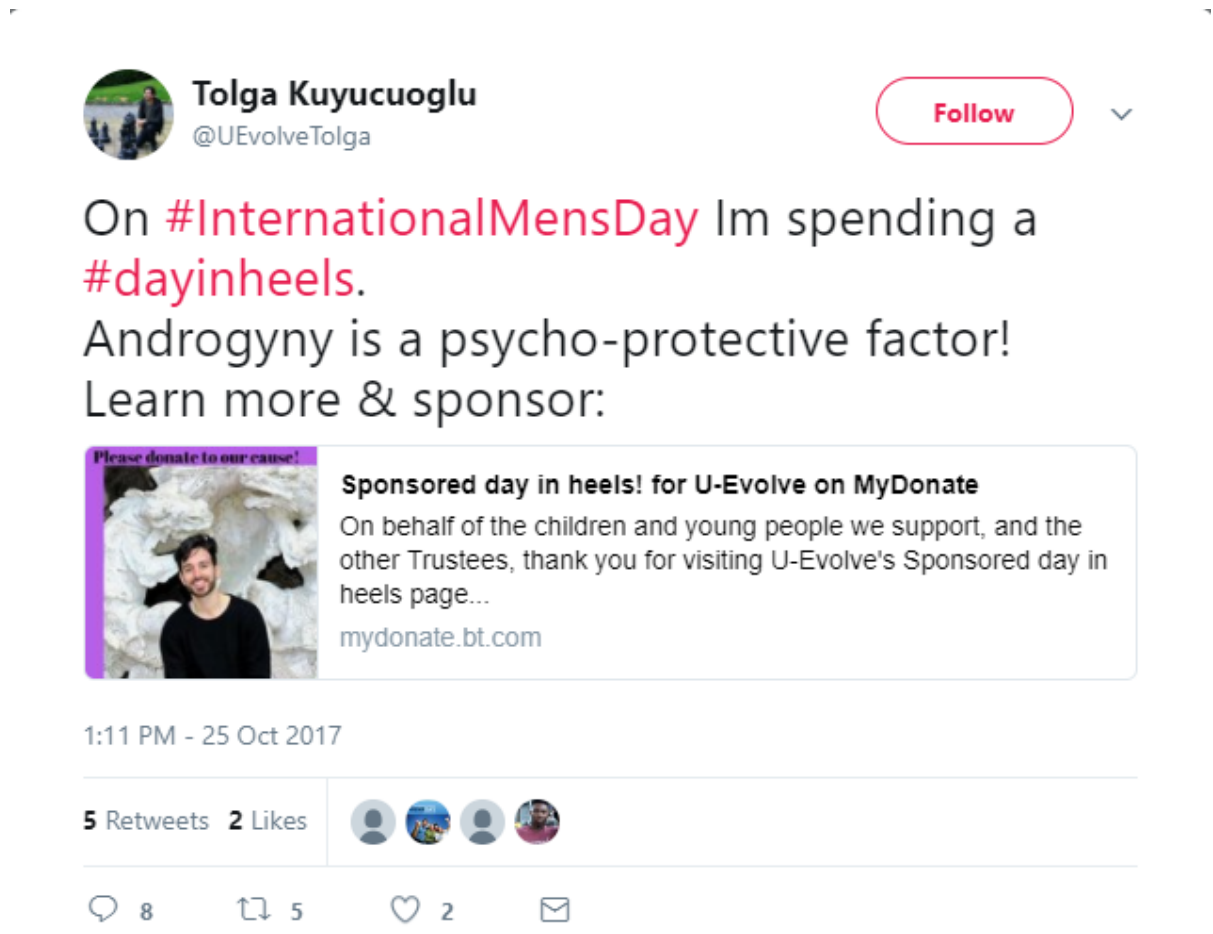 Tolga Kuyucuoglu
@UEvolveTolga
Follow
On #InternationalMensDay Im spending a
#dayinheels.
Androgyny is a psycho-protective factor!
Learn more & sponsor:
Please donate to our cause!
Sponsored day in heels! for U-Evolve on MyDonate
On behalf of the children and young people we support, and the
other Trustees, thank you for visiting U-Evolve's Sponsored day in
heels page...
mydonate.bt.com
1:11 PM - 25 Oct 2017
5 Retweets 2 Likes
8 5 2